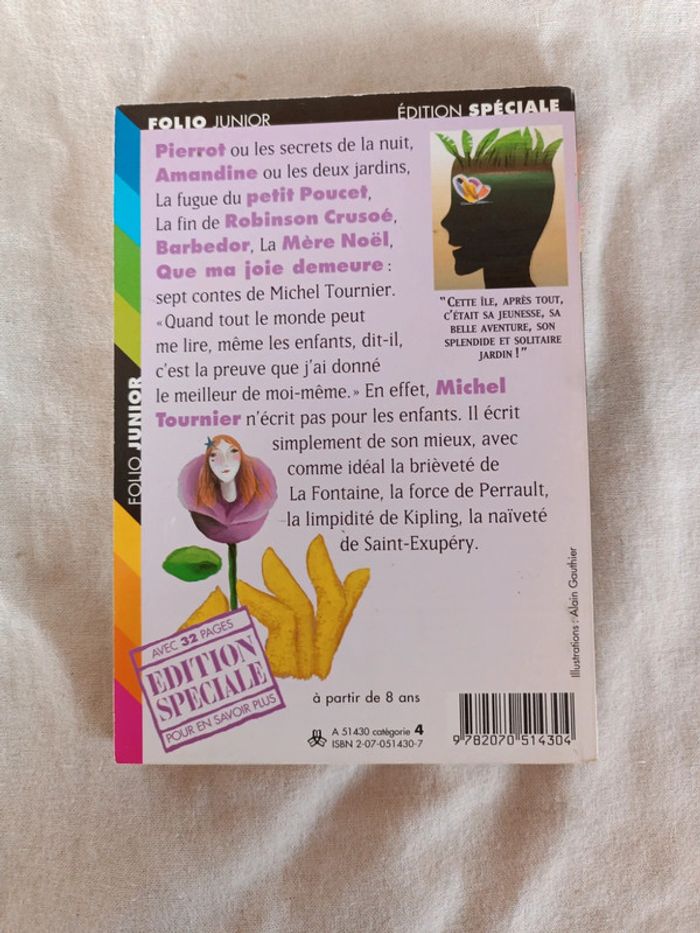 FOLIO JUNIOR
ÉDITION SPÉCIALE
Pierrot ou les secrets de la nuit,
Amandine ou les deux jardins,
La fugue du petit Poucet,
La fin de Robinson Crusoé,
Barbedor, La Mère Noël,
Que ma joie demeure :
sept contes de Michel Tournier.
« Quand tout le monde peut
me lire, même les enfants, dit-il,
c'est la preuve que j'ai donné
le meilleur de moi-même. » En effet, Michel
Tournier n'écrit pas pour les enfants. Il écrit
simplement de son mieux, avec
comme idéal la brièveté de
La Fontaine, la force de Perrault,
la limpidité de Kipling, la naïveté
de Saint-Exupéry.
"CETTE ÎLE, APRÈS TOUT,
C'ÉTAIT SA JEUNESSE, SA
BELLE AVENTURE, SON
SPLENDIDE ET SOLITAIRE
JARDIN !"
FOLIO JUNIOR
Illustrations : Alain Gauthier
AVEC 32 PAGES
EDITION
SPECIALE
POUR EN SAVOIR PLUS
à partir de 8 ans
A 51430 catégorie 4
ISBN 2-07-051430-7
9 782070 514304